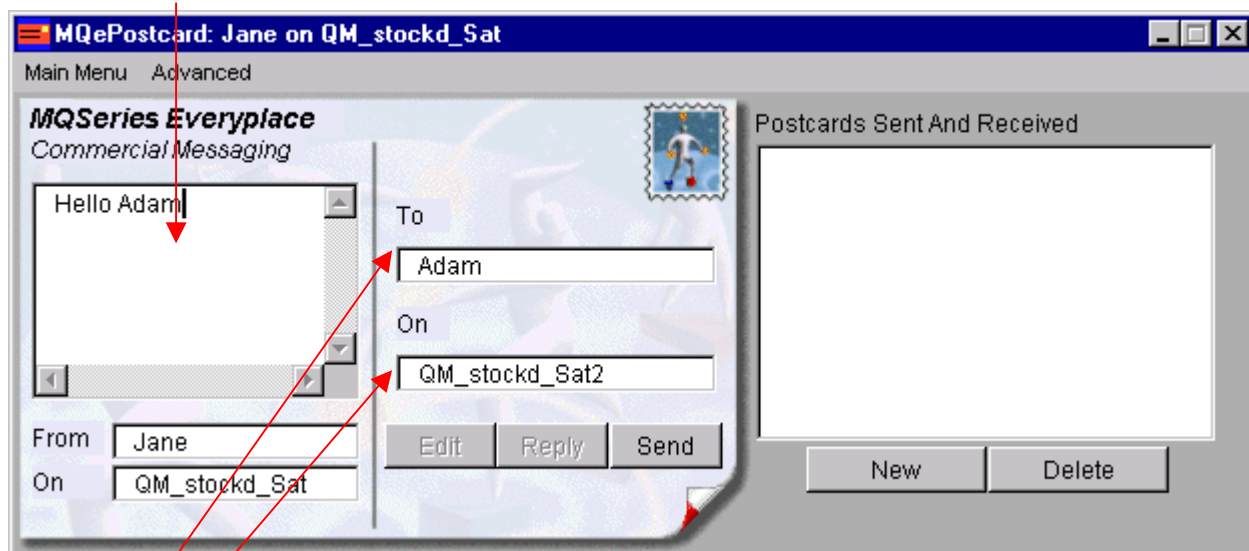 MQePostcard: Jane on QM_stockd_Sat
Main Menu Advanced
MQSeries Everyplace
Commercial Messaging
Hello Adam
To
Adam
On
QM_stockd_Sat2
From Jane
On QM_stockd_Sat
Edit Reply Send
Postcards Sent And Received
New Delete